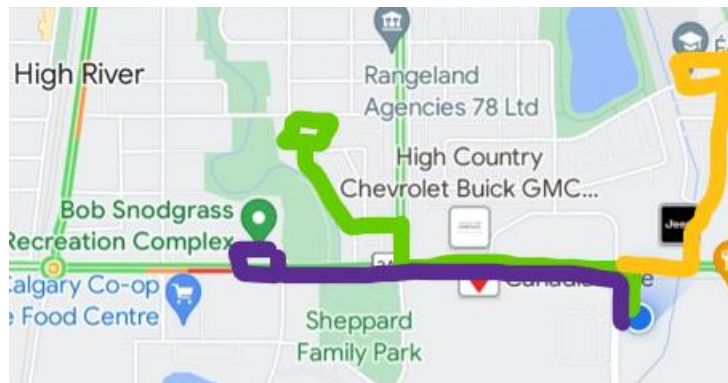 High River
Rangeland
Agencies 78 Ltd
High Country
Chevrolet Buick GMC...
Jeep
Bob Snodgrass
Recreation Complex
Calgary Co-op
e Food Centre
Sheppard
Family Park